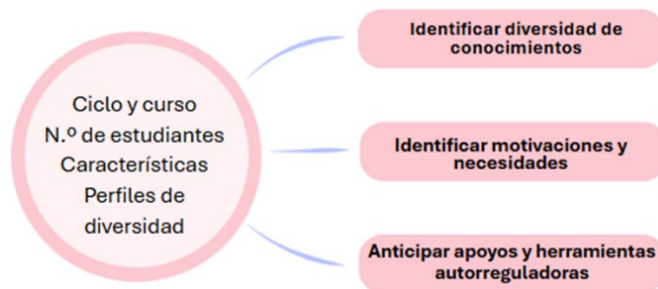 Ciclo y curso
N.º de estudiantes
Características
Perfiles de
diversidad
Identificar diversidad de
conocimientos
Identificar motivaciones y
necesidades
Anticipar apoyos y herramientas
autorreguladoras